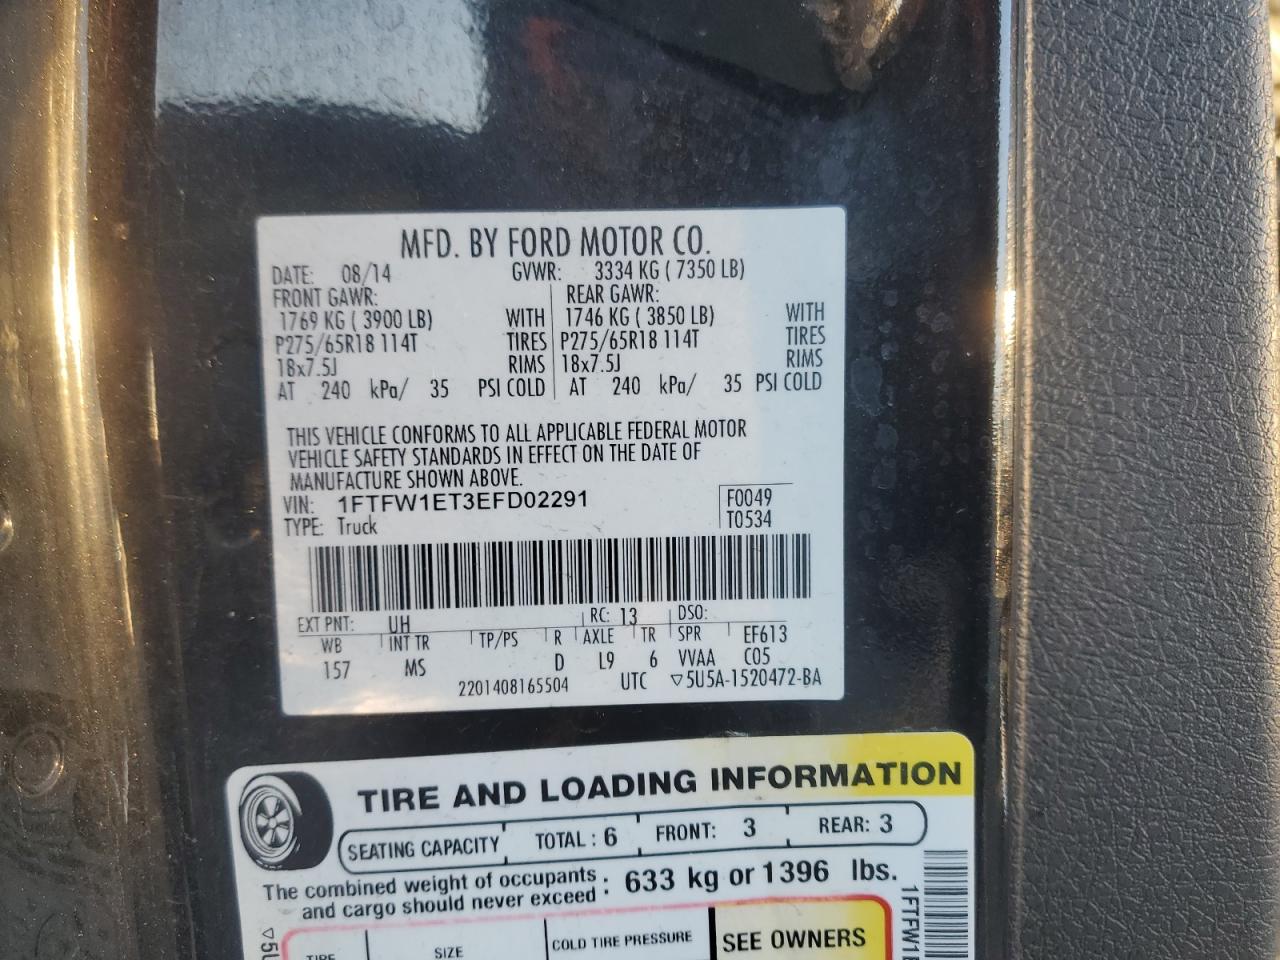 MFD. BY FORD MOTOR CO.
DATE: 08/14 GVWR: 3334 KG ( 7350 LB)
FRONT GAWR: REAR GAWR:
1769 KG ( 3900 LB) WITH 1746 KG ( 3850 LB) WITH
P275/65R18 114T TIRES P275/65R18 114T TIRES
18x7.5J RIMS 18x7.5J RIMS
AT 240 kPa/ 35 PSI COLD AT 240 kPa/ 35 PSI COLD
THIS VEHICLE CONFORMS TO ALL APPLICABLE FEDERAL MOTOR
VEHICLE SAFETY STANDARDS IN EFFECT ON THE DATE OF
MANUFACTURE SHOWN ABOVE.
VIN: 1FTFW1ET3EFD02291 F0049
TYPE: Truck T0534
EXT PNT: UH RC: 13 DSO:
WB INT TR TP/PS R AXLE TR SPR EF613
157 MS D L9 6 VVAA C05
2201408165504 UTC ▽5U5A-1520472-BA
TIRE AND LOADING INFORMATION
SEATING CAPACITY TOTAL : 6 FRONT: 3 REAR: 3
The combined weight of occupants : 633 kg or 1396 lbs.
and cargo should never exceed :
TIRE SIZE COLD TIRE PRESSURE SEE OWNERS
▽5U
1FTFW1E